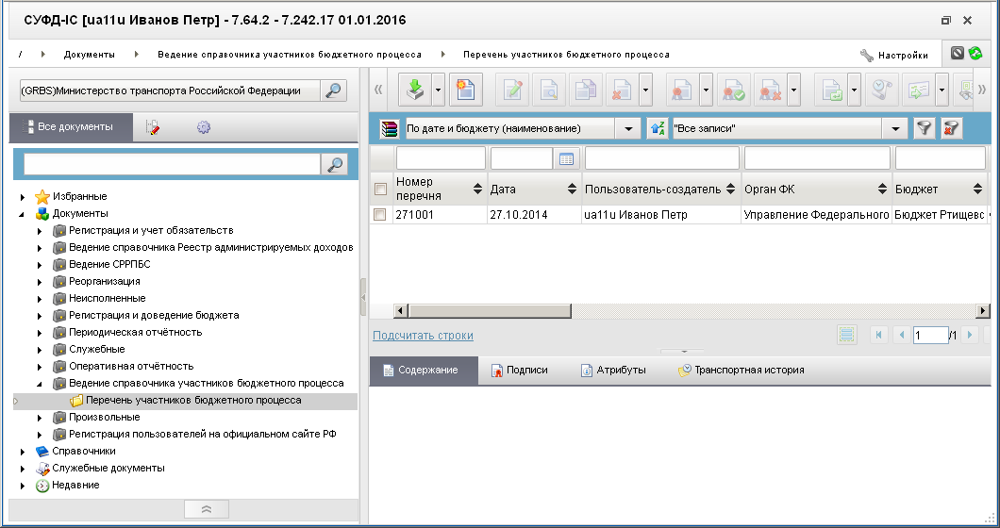 СУФД-IC [ua11u Иванов Петр] - 7.64.2 - 7.242.17 01.01.2016
/ Документы Ведение справочника участников бюджетного процесса Перечень участников бюджетного процесса Настройки
(GRBS)Министерство транспорта Российской Федерации
Все документы
Избранные
Документы
Регистрация и учет обязательств
Ведение справочника Реестр администрируемых доходов
Ведение СРРПБС
Реорганизация
Неисполненные
Регистрация и доведение бюджета
Периодическая отчётность
Служебные
Оперативная отчётность
Ведение справочника участников бюджетного процесса
Перечень участников бюджетного процесса
Произвольные
Регистрация пользователей на официальном сайте РФ
Справочники
Служебные документы
Недавние
По дате и бюджету (наименование) "Все записи"
Номер перечня Дата Пользователь-создатель Орган ФК Бюджет
271001 27.10.2014 ua11u Иванов Петр Управление Федерального Бюджет Ртищевс
Подсчитать строки 1 /1
Содержание Подписи Атрибуты Транспортная история